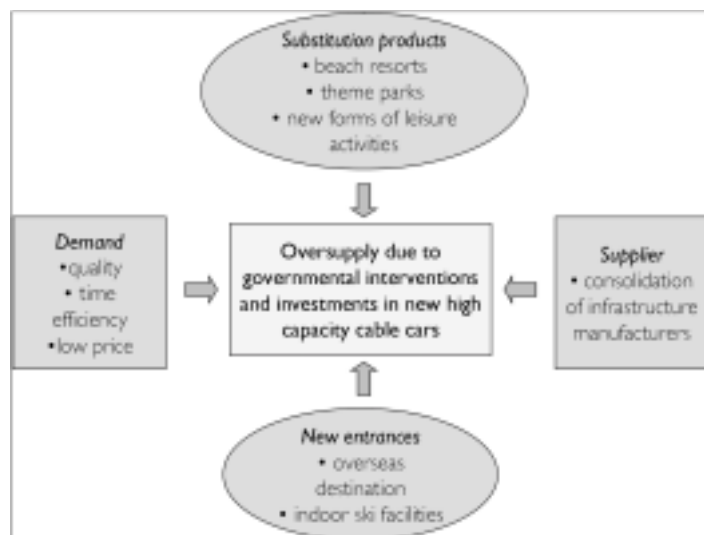 Substitution products
• beach resorts
• theme parks
• new forms of leisure
activities
Demand
•quality
• time
efficiency
•low price
Oversupply due to
governmental interventions
and investments in new high
capacity cable cars
Supplier
• consolidation
of infrastructure
manufacturers
New entrances
• overseas
destination
• indoor ski facilities